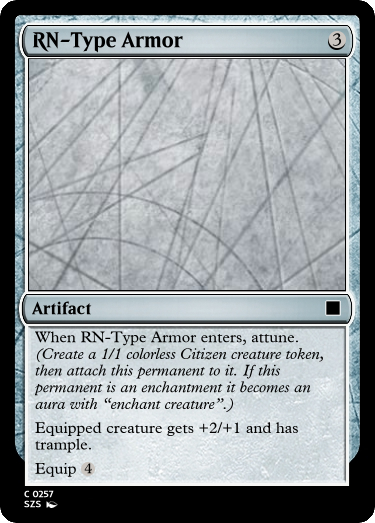 RN-Type Armor 3
Artifact
When RN-Type Armor enters, attune.
(Create a 1/1 colorless Citizen creature token,
then attach this permanent to it. If this
permanent is an enchantment it becomes an
aura with “enchant creature”.)
Equipped creature gets +2/+1 and has
trample.
Equip 4
C 0257
SZS